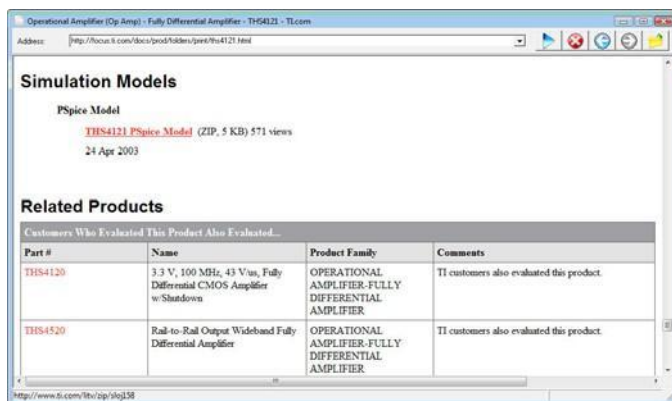 Operational Amplifier (Op Amp) - Fully Differential Amplifier - THS4121 - TI.com
Address: http://focus.ti.com/docs/prod/folders/print/ths4121.html
Simulation Models
PSpice Model
THS4121 PSpice Model (ZIP, 5 KB) 571 views
24 Apr 2003
Related Products
Customers Who Evaluated This Product Also Evaluated...
Part # Name Product Family Comments
THS4120 3.3 V, 100 MHz, 43 V/us, Fully OPERATIONAL TI customers also evaluated this product.
Differential CMOS Amplifier AMPLIFIER-FULLY
w/Shutdown DIFFERENTIAL
AMPLIFIER
THS4520 Rail-to-Rail Output Wideband Fully OPERATIONAL TI customers also evaluated this product.
Differential Amplifier AMPLIFIER-FULLY
DIFFERENTIAL
AMPLIFIER
http://www.ti.com/litv/zip/sloj158